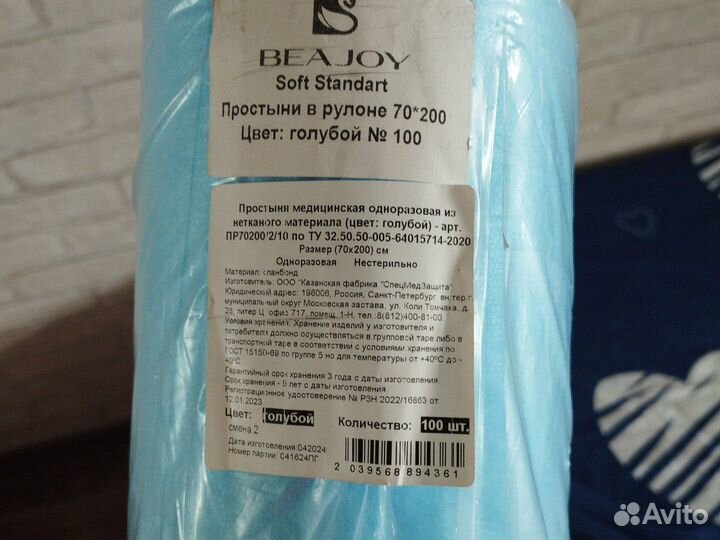 BEAJOY
Soft Standart
Простыни в рулоне 70*200
Цвет: голубой № 100
Простыня медицинская одноразовая из
нетканого материала (цвет: голубой) - арт.
ПР70200/2/10 по ТУ 32.50.50-005-64015714-2020
Размер (70x200) см
Одноразовая Нестерильно
Материал: спанбонд
Изготовитель: ООО "Казанская фабрика "СпецМедЗащита"
Юридический адрес: 196006, Россия, Санкт-Петербург, вн.тер.г.
муниципальный округ Московская застава, ул. Коли Томчака, д.
28, литер Ц, офис 717, помещ. 1-Н, тел.:8(812)400-81-00.
Условия хранения: Хранение изделий у изготовителя и
потребителя должно осуществляться в групповой таре либо в
транспортной таре в соответствии с условиями хранения по
ГОСТ 15150-69 по группе 5 но для температуры от +40ºС до -
40ºС
Гарантийный срок хранения 3 года с даты изготовления
Срок хранения - 5 лет с даты изготовления.
Регистрационное удостоверение № РЗН 2022/16863 от
12.01.2023
Цвет: голубой Количество: 100 шт.
смена 2
Дата изготовления:042024
Номер партии: 041624ПГ
2 039568 894361
Avito